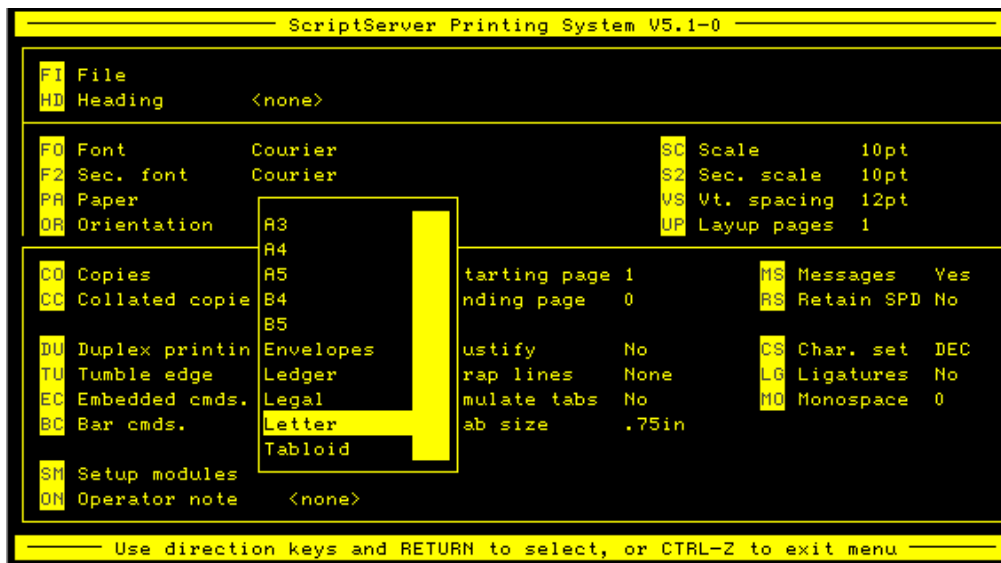 ScriptServer Printing System V5.1-0
FI File
HD Heading <none>
FO Font Courier SC Scale 10pt
F2 Sec. font Courier S2 Sec. scale 10pt
PA Paper VS Vt. spacing 12pt
OR Orientation A3 UP Layup pages 1
A4
CO Copies A5 tarting page 1 MS Messages Yes
CC Collated copie B4 nding page 0 RS Retain SPD No
B5
DU Duplex printin Envelopes ustify No CS Char. set DEC
TU Tumble edge Ledger rap lines None LG Ligatures No
EC Embedded cmds. Legal mulate tabs No MO Monospace 0
BC Bar cmds. Letter ab size .75in
Tabloid
SM Setup modules
ON Operator note <none>
Use direction keys and RETURN to select, or CTRL-Z to exit menu